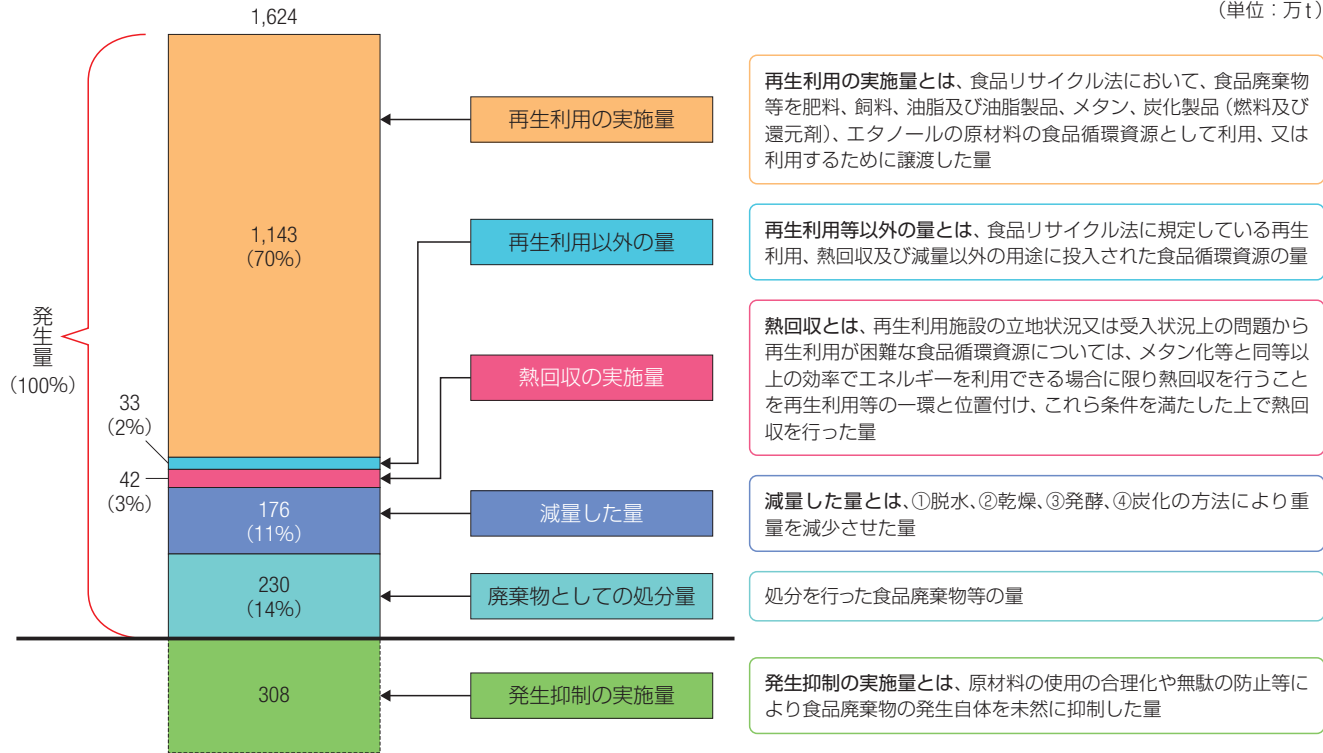 (単位:万t)
1,624
発生量
(100%)
1,143
(70%)
33
(2%)
42
(3%)
176
(11%)
230
(14%)
308
再生利用の実施量
再生利用の実施量とは、食品リサイクル法において、食品廃棄物
等を肥料、飼料、油脂及び油脂製品、メタン、炭化製品(燃料及び
還元剤)、エタノールの原材料の食品循環資源として利用、又は
利用するために譲渡した量
再生利用以外の量
再生利用等以外の量とは、食品リサイクル法に規定している再生
利用、熱回収及び減量以外の用途に投入された食品循環資源の量
熱回収の実施量
熱回収とは、再生利用施設の立地状況又は受入状況上の問題から
再生利用が困難な食品循環資源については、メタン化等と同等以
上の効率でエネルギーを利用できる場合に限り熱回収を行うこと
を再生利用等の一環と位置付け、これら条件を満たした上で熱回
収を行った量
減量した量
減量した量とは、①脱水、②乾燥、③発酵、④炭化の方法により重
量を減少させた量
廃棄物としての処分量
処分を行った食品廃棄物等の量
発生抑制の実施量
発生抑制の実施量とは、原材料の使用の合理化や無駄の防止等に
より食品廃棄物の発生自体を未然に抑制した量